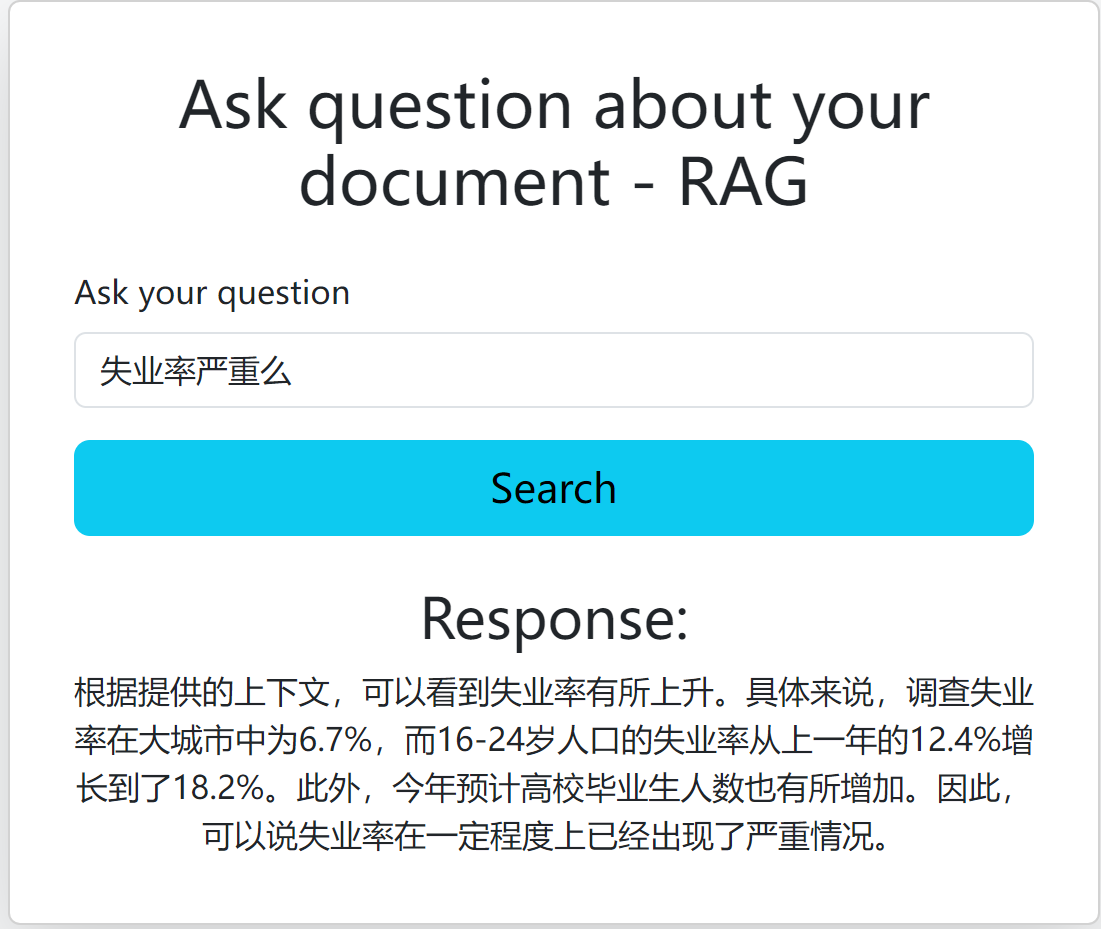 Ask question about your
document - RAG
Ask your question
失业率严重么
Search
Response:
根据提供的上下文，可以看到失业率有所上升。具体来说，调查失业
率在大城市中为6.7%，而16-24岁人口的失业率从上一年的12.4%增
长到了18.2%。此外，今年预计高校毕业生人数也有所增加。因此，
可以说失业率在一定程度上已经出现了严重情况。